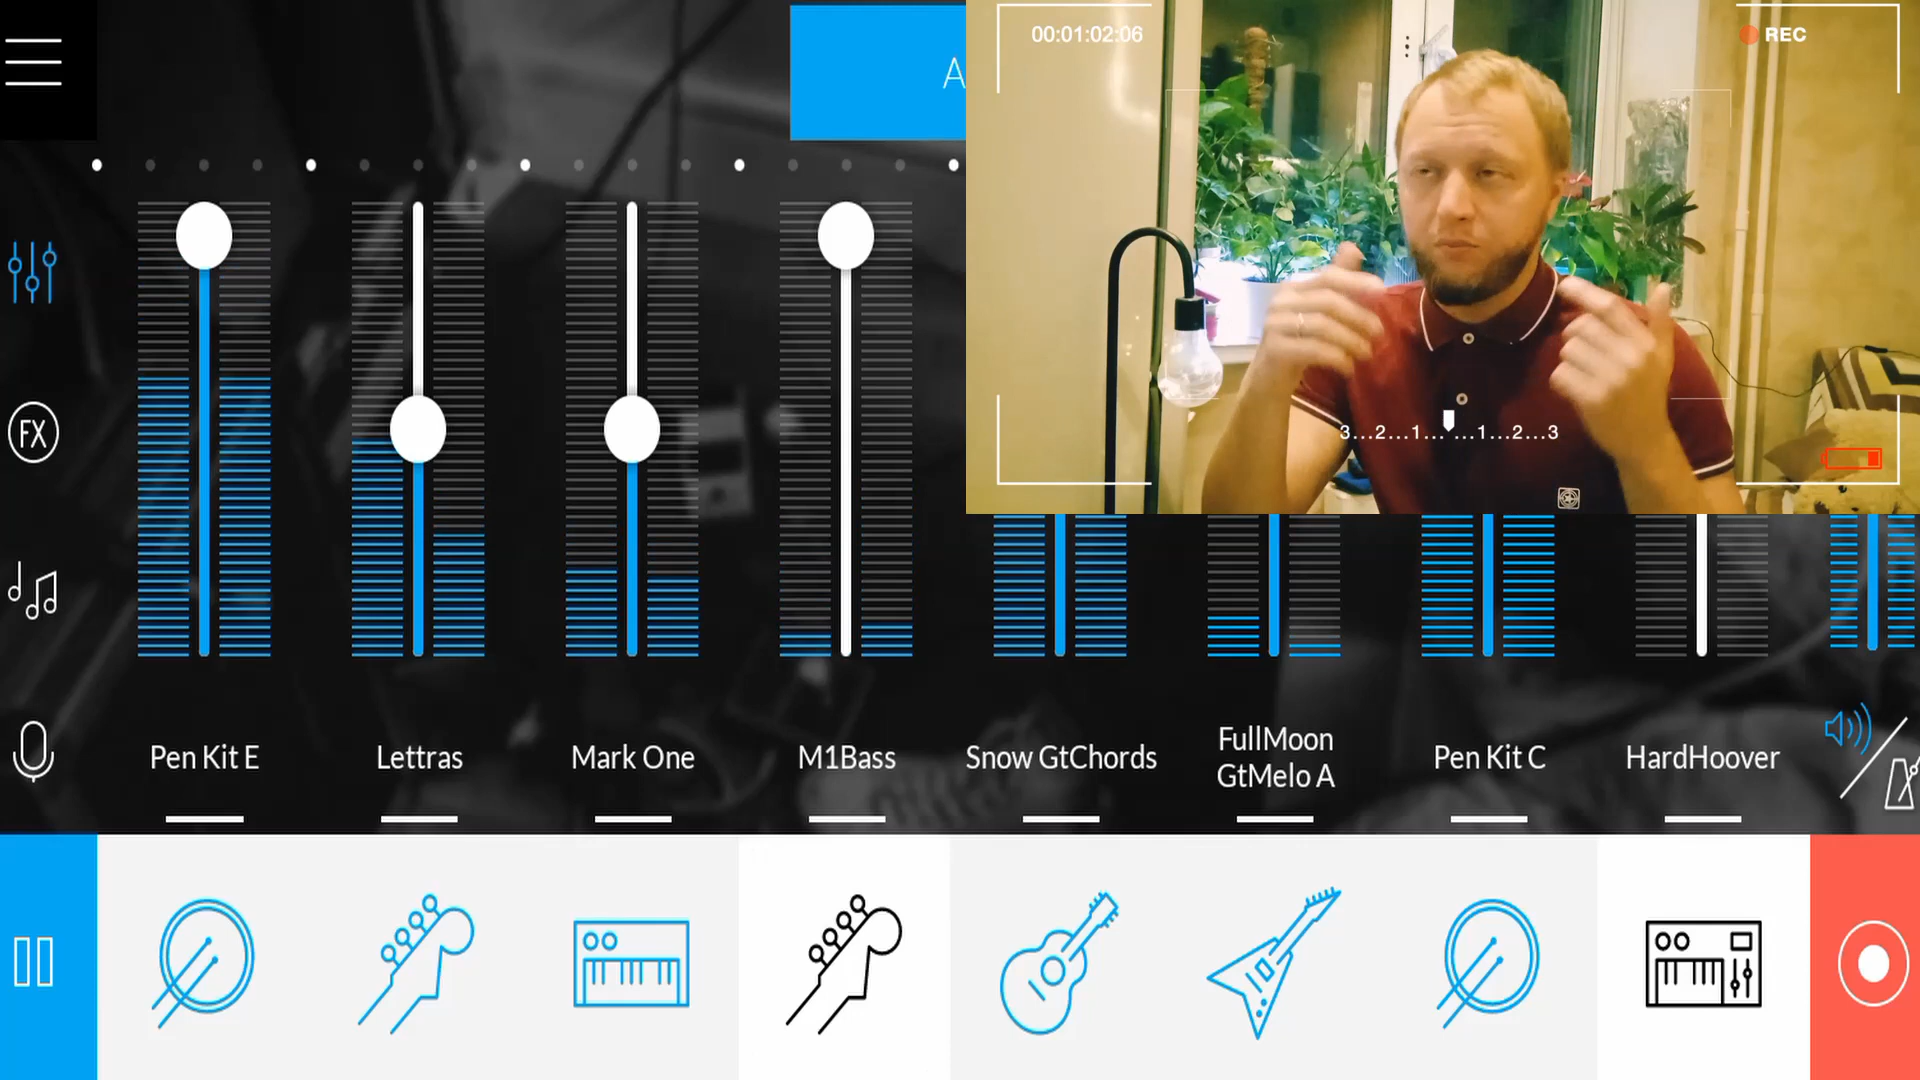 A
00:01:02:06
REC
3...2...1... ...1...2...3
FX
Pen Kit E
Lettras
Mark One
M1Bass
Snow GtChords
FullMoon
GtMelo A
Pen Kit C
HardHoover